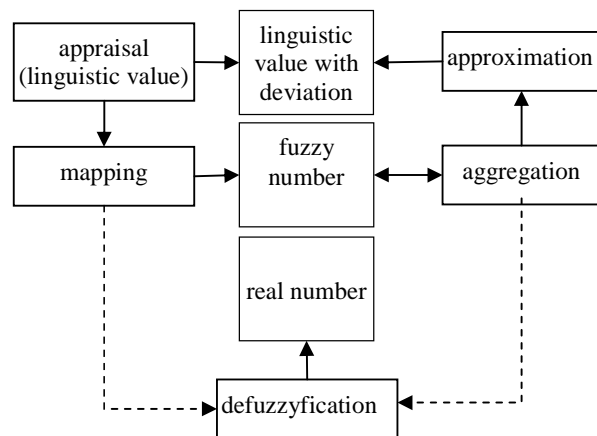 appraisal
(linguistic value)
linguistic
value with
deviation
approximation
mapping
fuzzy
number
aggregation
real number
defuzzyfication